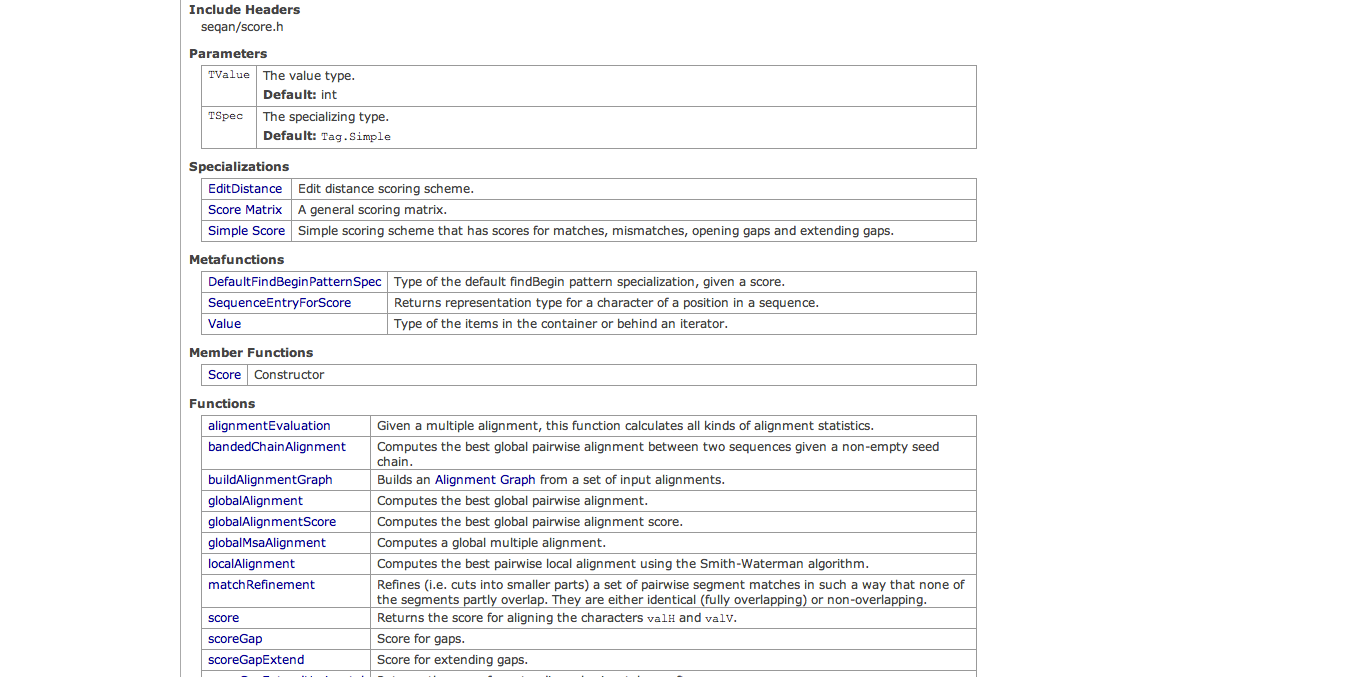 Include Headers
seqan/score.h
Parameters
TValue The value type.
Default: int
TSpec The specializing type.
Default: Tag.Simple
Specializations
EditDistance Edit distance scoring scheme.
Score Matrix A general scoring matrix.
Simple Score Simple scoring scheme that has scores for matches, mismatches, opening gaps and extending gaps.
Metafunctions
DefaultFindBeginPatternSpec Type of the default findBegin pattern specialization, given a score.
SequenceEntryForScore Returns representation type for a character of a position in a sequence.
Value Type of the items in the container or behind an iterator.
Member Functions
Score Constructor
Functions
alignmentEvaluation Given a multiple alignment, this function calculates all kinds of alignment statistics.
bandedChainAlignment Computes the best global pairwise alignment between two sequences given a non-empty seed
chain.
buildAlignmentGraph Builds an Alignment Graph from a set of input alignments.
globalAlignment Computes the best global pairwise alignment.
globalAlignmentScore Computes the best global pairwise alignment score.
globalMsaAlignment Computes a global multiple alignment.
localAlignment Computes the best pairwise local alignment using the Smith-Waterman algorithm.
matchRefinement Refines (i.e. cuts into smaller parts) a set of pairwise segment matches in such a way that none of
the segments partly overlap. They are either identical (fully overlapping) or non-overlapping.
score Returns the score for aligning the characters valH and valV.
scoreGap Score for gaps.
scoreGapExtend Score for extending gaps.